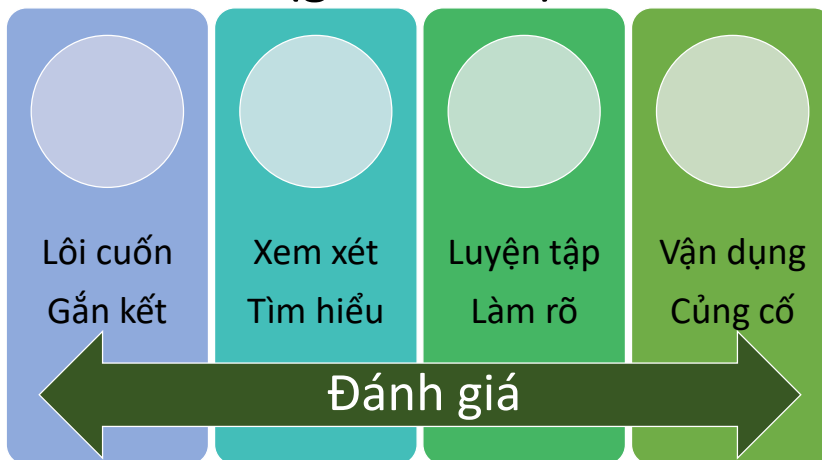 Lôi cuốn
Gắn kết
Xem xét
Tìm hiểu
Luyện tập
Làm rõ
Vận dụng
Củng cố
Đánh giá